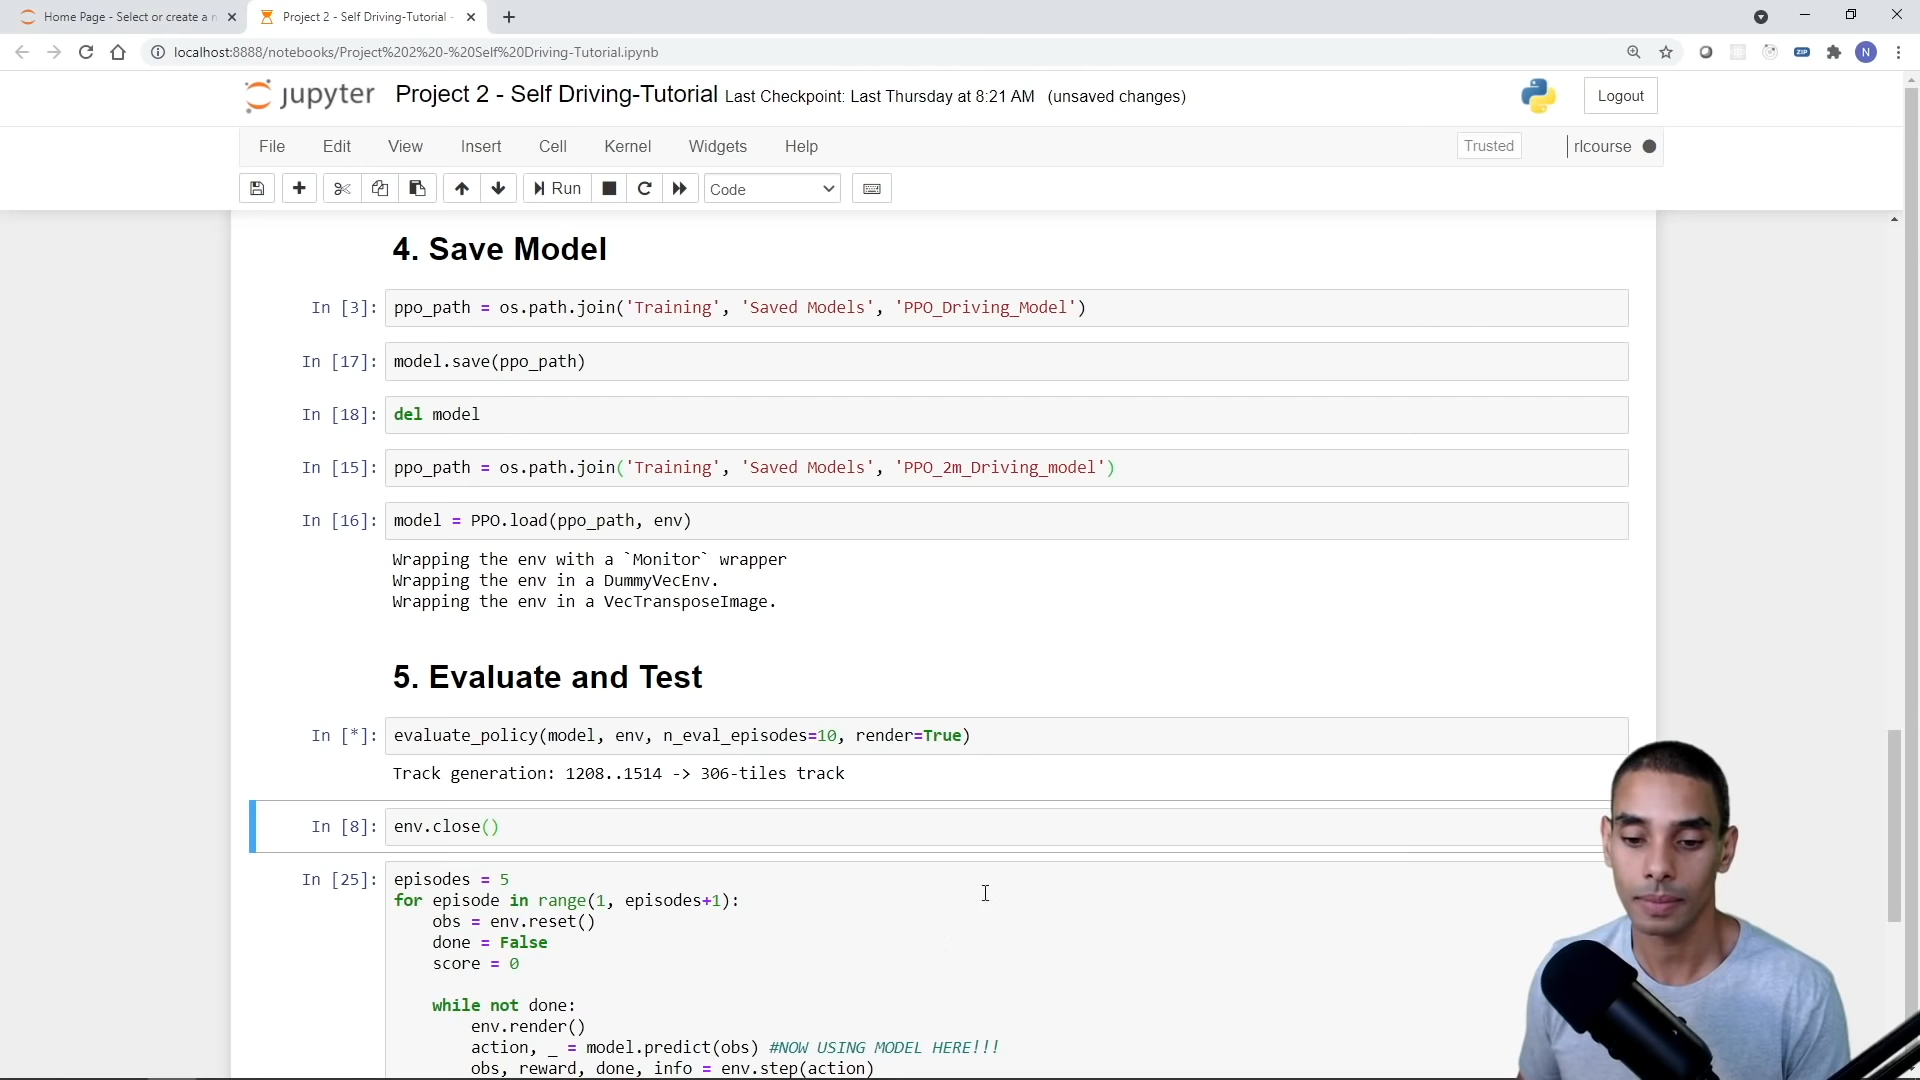 Home Page - Select or create a n
Project 2 - Self Driving-Tutorial -
localhost:8888/notebooks/Project%202%20-%20Self%20Driving-Tutorial.ipynb
ZIP
N
jupyter Project 2 - Self Driving-Tutorial Last Checkpoint: Last Thursday at 8:21 AM (unsaved changes)
Logout
File Edit View Insert Cell Kernel Widgets Help
Trusted
rlcourse
Run
Code
4. Save Model
In [3]: ppo_path = os.path.join('Training', 'Saved Models', 'PPO_Driving_Model')
In [17]: model.save(ppo_path)
In [18]: del model
In [15]: ppo_path = os.path.join('Training', 'Saved Models', 'PPO_2m_Driving_model')
In [16]: model = PPO.load(ppo_path, env)
Wrapping the env with a `Monitor` wrapper
Wrapping the env in a DummyVecEnv.
Wrapping the env in a VecTransposeImage.
5. Evaluate and Test
In [*]: evaluate_policy(model, env, n_eval_episodes=10, render=True)
Track generation: 1208..1514 -> 306-tiles track
In [8]: env.close()
In [25]: episodes = 5
for episode in range(1, episodes+1):
obs = env.reset()
done = False
score = 0
while not done:
env.render()
action, _ = model.predict(obs) #NOW USING MODEL HERE!!!
obs, reward, done, info = env.step(action)